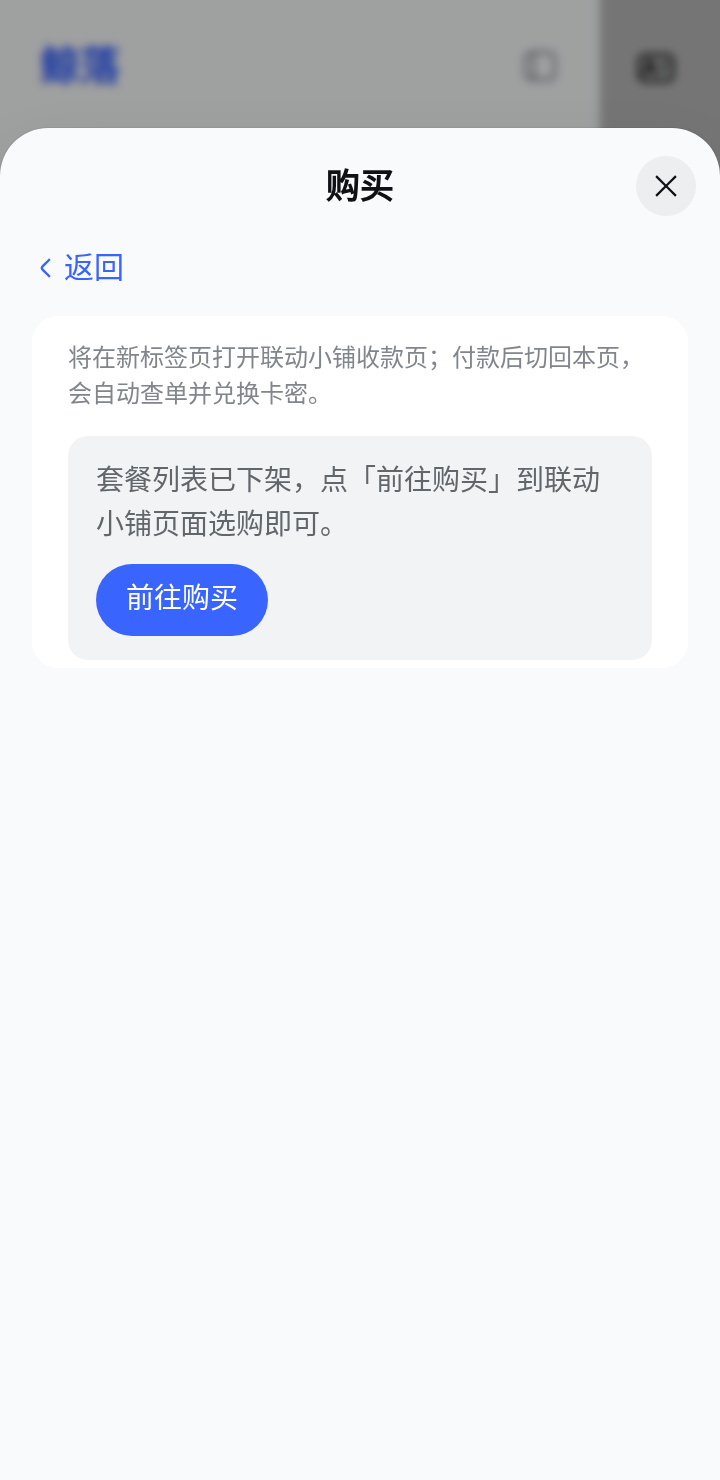 鲸落
购买
返回
将在新标签页打开联动小铺收款页；付款后切回本页，
会自动查单并兑换卡密。
套餐列表已下架，点「前往购买」到联动
小铺页面选购即可。
前往购买